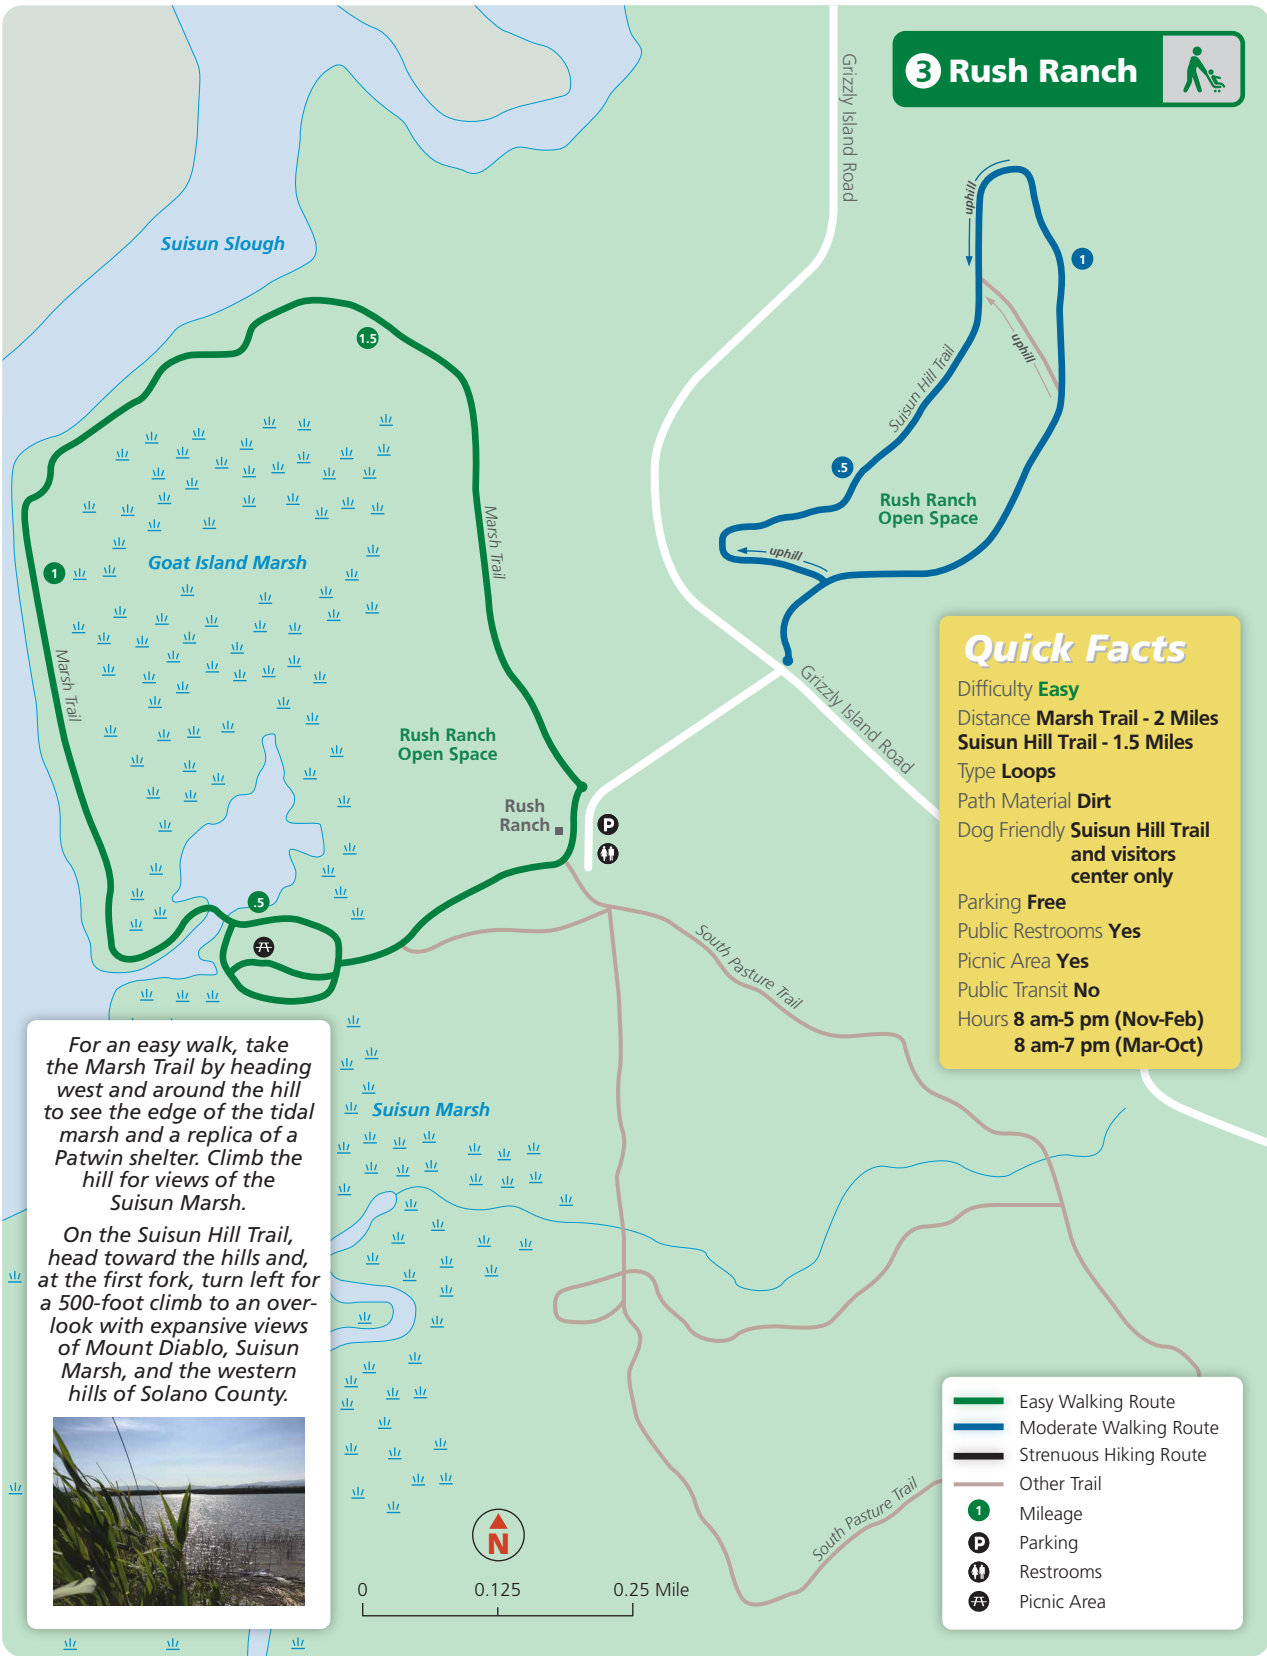 3 Rush Ranch
Grizzly Island Road
uphill
Suisun Slough
1
1.5
uphill
Suisun Hill Trail
.5
Rush Ranch
Open Space
Marsh Trail
uphill
Goat Island Marsh
1
Marsh Trail
Grizzly Island Road
Rush Ranch
Open Space
Rush
Ranch
P
.5
South Pasture Trail
Quick Facts
Difficulty Easy
Distance Marsh Trail - 2 Miles
Suisun Hill Trail - 1.5 Miles
Type Loops
Path Material Dirt
Dog Friendly Suisun Hill Trail
and visitors
center only
Parking Free
Public Restrooms Yes
Picnic Area Yes
Public Transit No
Hours 8 am-5 pm (Nov-Feb)
8 am-7 pm (Mar-Oct)
For an easy walk, take
the Marsh Trail by heading
west and around the hill
to see the edge of the tidal
marsh and a replica of a
Patwin shelter. Climb the
hill for views of the
Suisun Marsh.
On the Suisun Hill Trail,
head toward the hills and,
at the first fork, turn left for
a 500-foot climb to an over-
look with expansive views
of Mount Diablo, Suisun
Marsh, and the western
hills of Solano County.
Suisun Marsh
South Pasture Trail
N
0 0.125 0.25 Mile
Easy Walking Route
Moderate Walking Route
Strenuous Hiking Route
Other Trail
1 Mileage
P Parking
Restrooms
Picnic Area